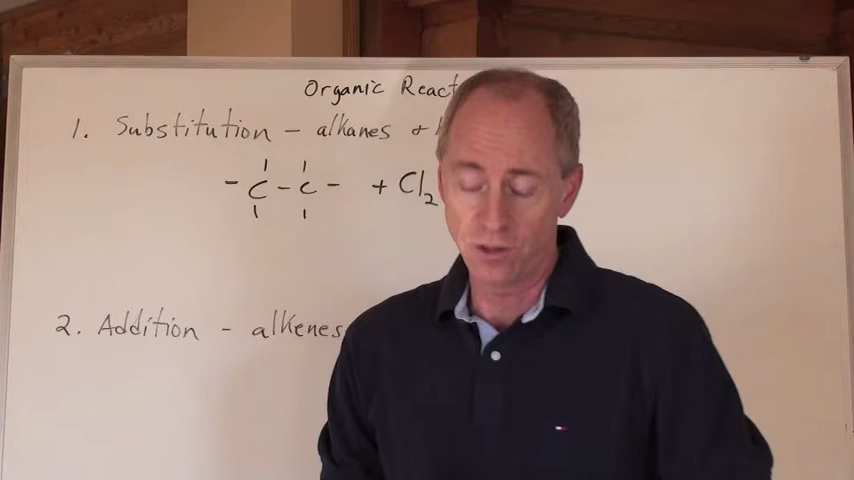 Organic React
1. Substitution - alkanes +
- C - C - + Cl2
2. Addition - alkenes